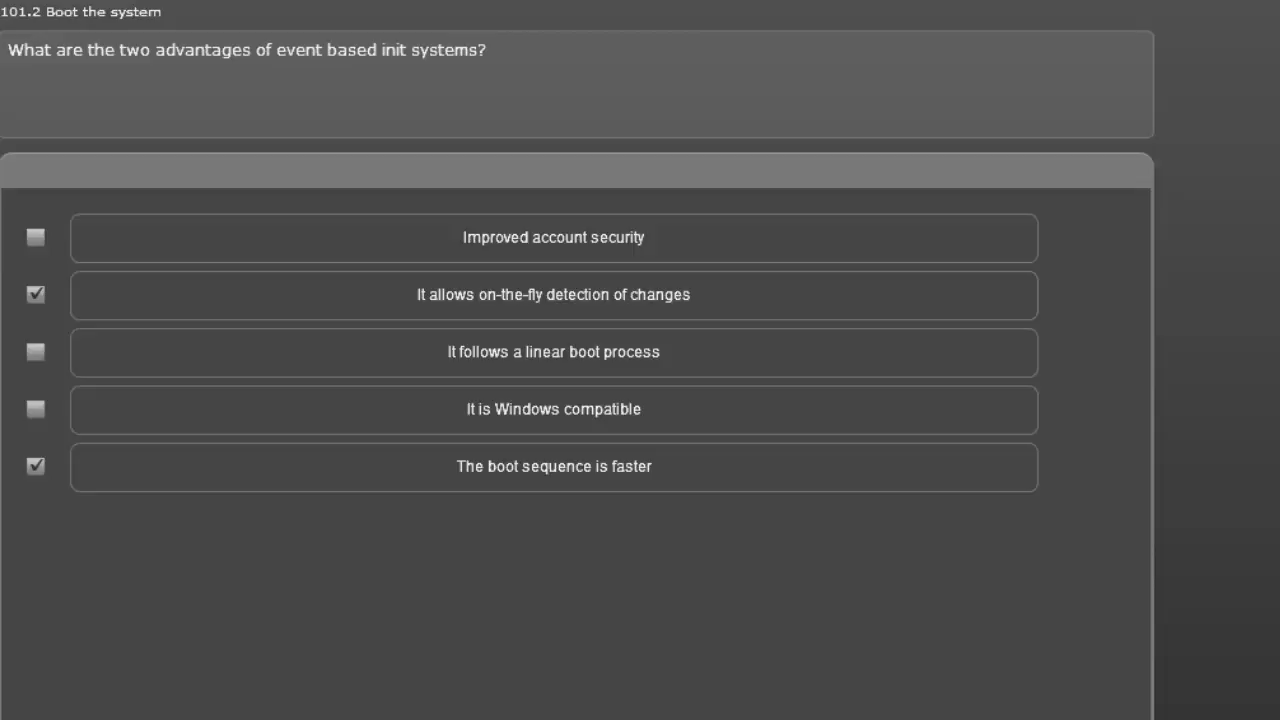 101.2 Boot the system
What are the two advantages of event based init systems?
Improved account security
It allows on-the-fly detection of changes
It follows a linear boot process
It is Windows compatible
The boot sequence is faster